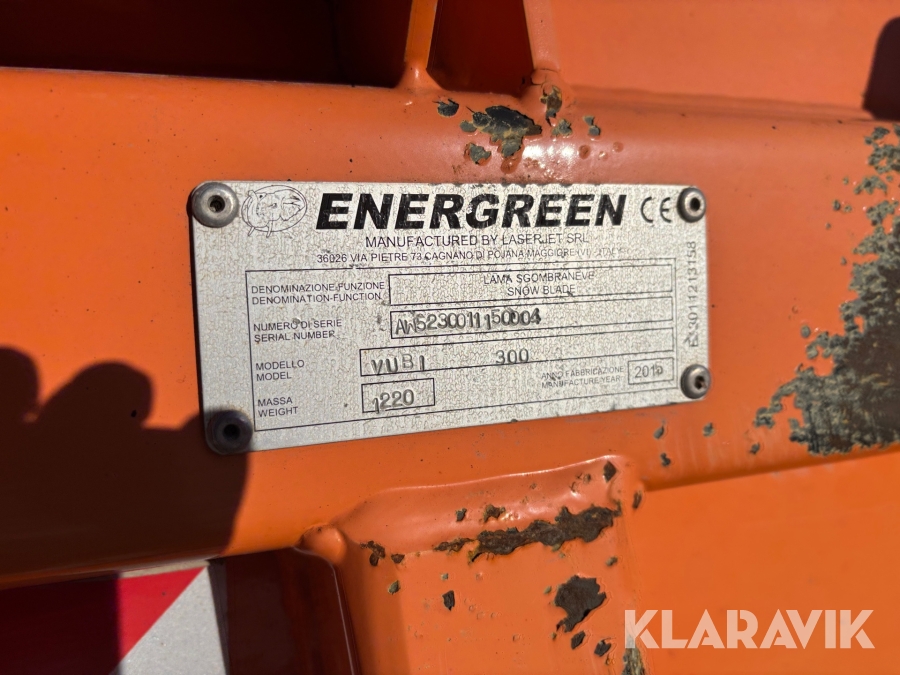 ENERGREEN CE
MANUFACTURED BY LASERJET SRL
36026 VIA PIETRE 73 CAGNANO DI POJANA MAGGIORE (VI) - ITALY
DENOMINAZIONE-FUNZIONE
DENOMINATION-FUNCTION
LAMA SGOMBRANEVE
SNOW BLADE
NUMERO DI SERIE
SERIAL NUMBER
AWS230011150004
MODELLO
MODEL
VUBI 300
ANNO FABBRICAZIONE
MANUFACTURE YEAR
MASSA
WEIGHT
1220
KLARAVIK